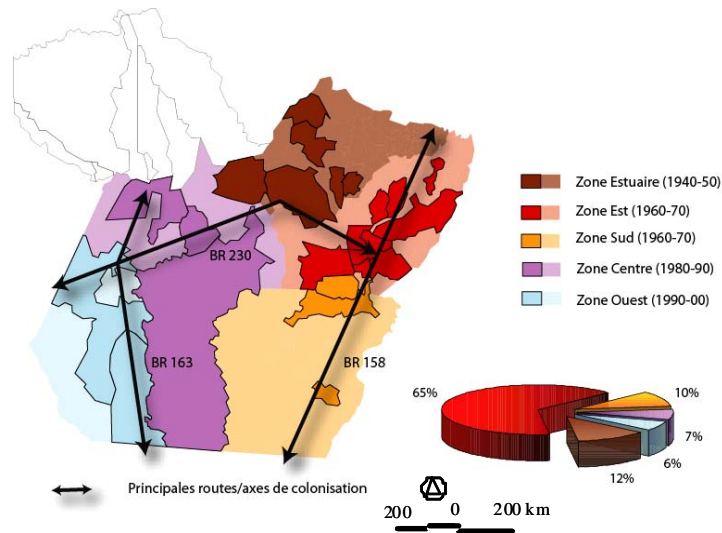 Zone Estuaire (1940-50)
Zone Est (1960-70)
Zone Sud (1960-70)
Zone Centre (1980-90)
Zone Ouest (1990-00)
BR 230
BR 163
BR 158
65%
10%
7%
6%
12%
Principales routes/axes de colonisation
200 0 200 km